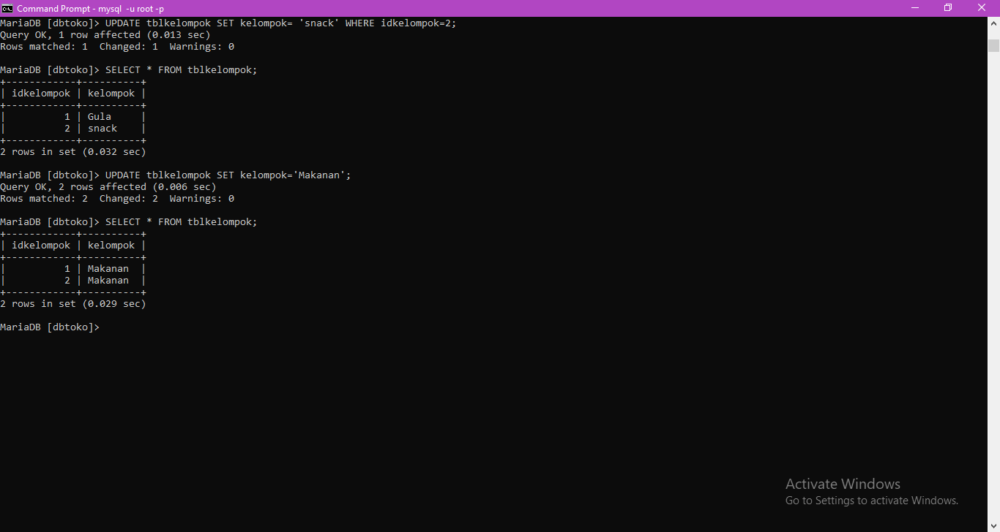 Command Prompt - mysql  -u root -p
MariaDB [dbtoko]> UPDATE tblkelompok SET kelompok= 'snack' WHERE idkelompok=2;
Query OK, 1 row affected (0.013 sec)
Rows matched: 1  Changed: 1  Warnings: 0
MariaDB [dbtoko]> SELECT * FROM tblkelompok;
+------------+----------+
| idkelompok | kelompok |
+------------+----------+
|          1 | Gula     |
|          2 | snack    |
+------------+----------+
2 rows in set (0.032 sec)
MariaDB [dbtoko]> UPDATE tblkelompok SET kelompok='Makanan';
Query OK, 2 rows affected (0.006 sec)
Rows matched: 2  Changed: 2  Warnings: 0
MariaDB [dbtoko]> SELECT * FROM tblkelompok;
+------------+----------+
| idkelompok | kelompok |
+------------+----------+
|          1 | Makanan  |
|          2 | Makanan  |
+------------+----------+
2 rows in set (0.029 sec)
MariaDB [dbtoko]>
Activate Windows
Go to Settings to activate Windows.